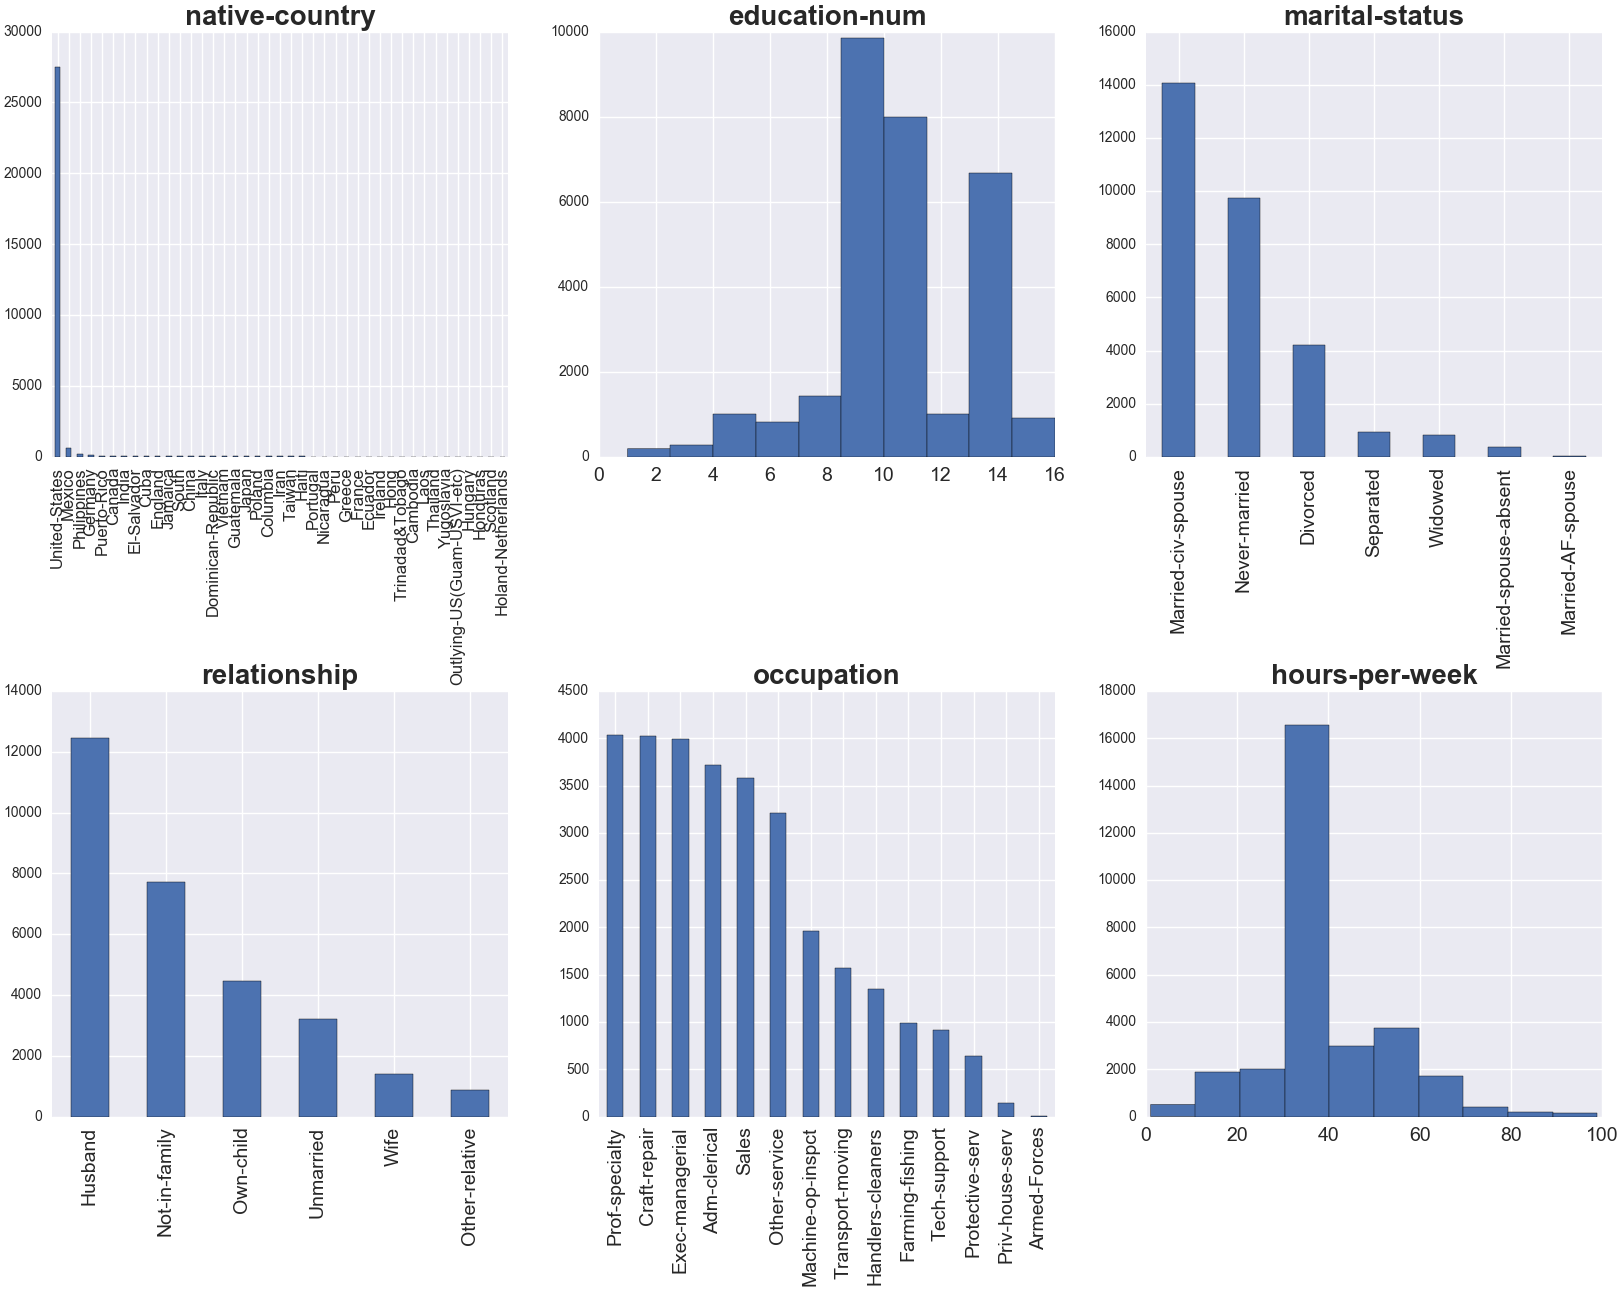 native-country
30000
25000
20000
15000
10000
5000
0
United-States
Mexico
Philippines
Germany
Puerto-Rico
Canada
India
El-Salvador
Cuba
England
Jamaica
South
China
Italy
Dominican-Republic
Vietnam
Guatemala
Japan
Poland
Columbia
Iran
Taiwan
Haiti
Portugal
Nicaragua
Peru
Greece
France
Ecuador
Ireland
Hong
Trinadad&Tobago
Cambodia
Laos
Thailand
Yugoslavia
Outlying-US(Guam-USVI-etc)
Hungary
Honduras
Scotland
Holand-Netherlands
education-num
10000
8000
6000
4000
2000
0
0 2 4 6 8 10 12 14 16
marital-status
16000
14000
12000
10000
8000
6000
4000
2000
0
Married-civ-spouse
Never-married
Divorced
Separated
Widowed
Married-spouse-absent
Married-AF-spouse
relationship
14000
12000
10000
8000
6000
4000
2000
0
Husband
Not-in-family
Own-child
Unmarried
Wife
Other-relative
occupation
4500
4000
3500
3000
2500
2000
1500
1000
500
0
Prof-specialty
Craft-repair
Exec-managerial
Adm-clerical
Sales
Other-service
Machine-op-inspct
Transport-moving
Handlers-cleaners
Farming-fishing
Tech-support
Protective-serv
Priv-house-serv
Armed-Forces
hours-per-week
18000
16000
14000
12000
10000
8000
6000
4000
2000
0
0 20 40 60 80 100